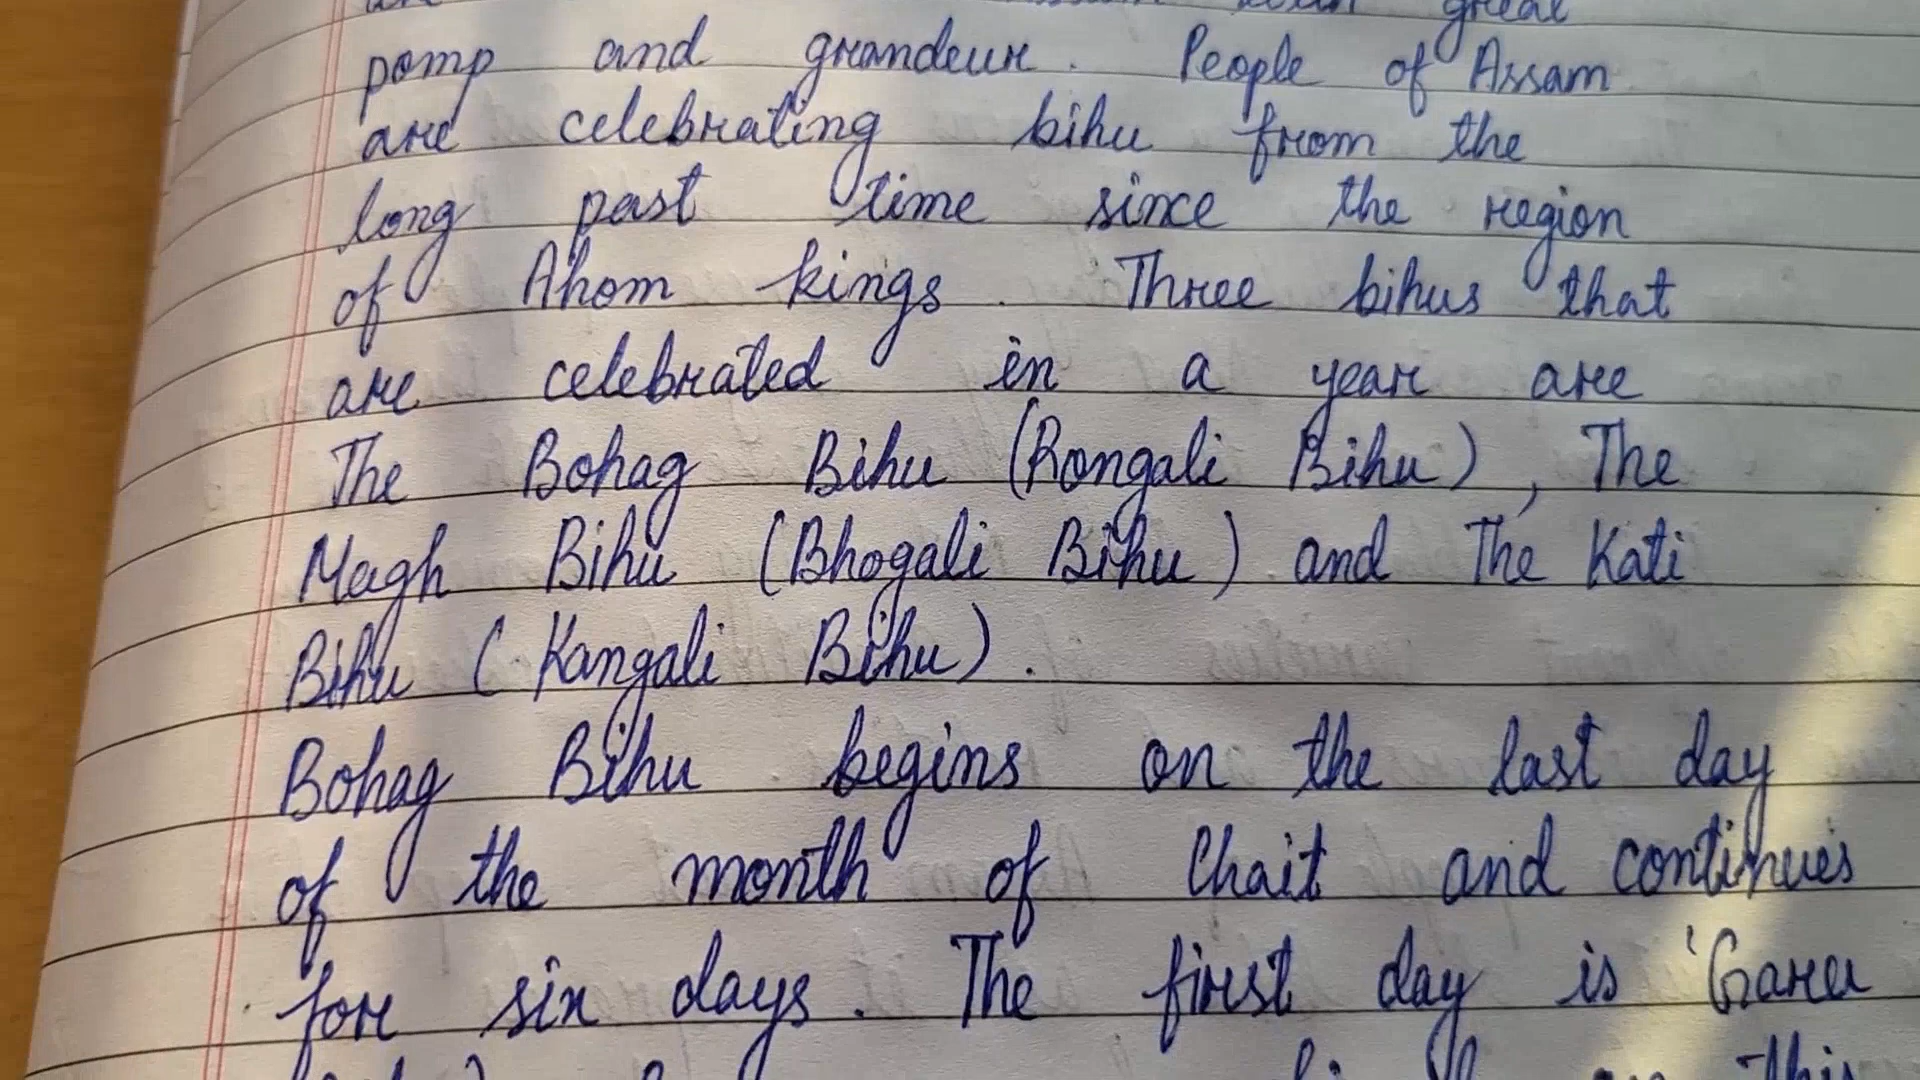 great
pomp and grandeur. People of Assam
are celebrating bihu from the
long past time since the region
of Ahom kings. Three bihus that
are celebrated in a year are
The Bohag Bihu (Rongali Bihu), The
Magh Bihu (Bhogali Bihu) and The Kati
Bihu (Kangali Bihu).
Bohag Bihu begins on the last day
of the month of Chait and continues
for six days. The first day is 'Garu
This